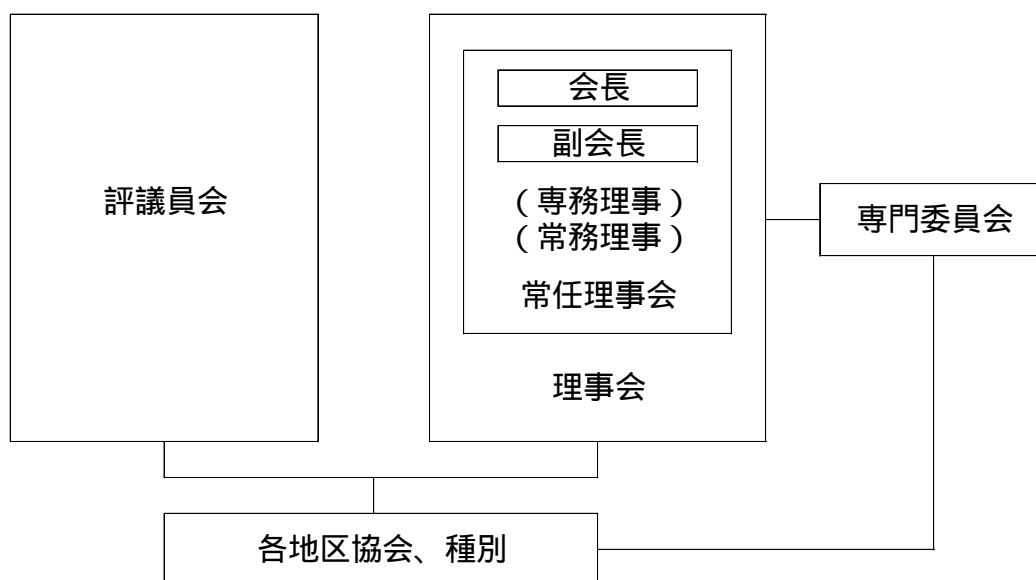 評議員会
会長
副会長
(専務理事)
(常務理事)
常任理事会
理事会
専門委員会
各地区協会、種別